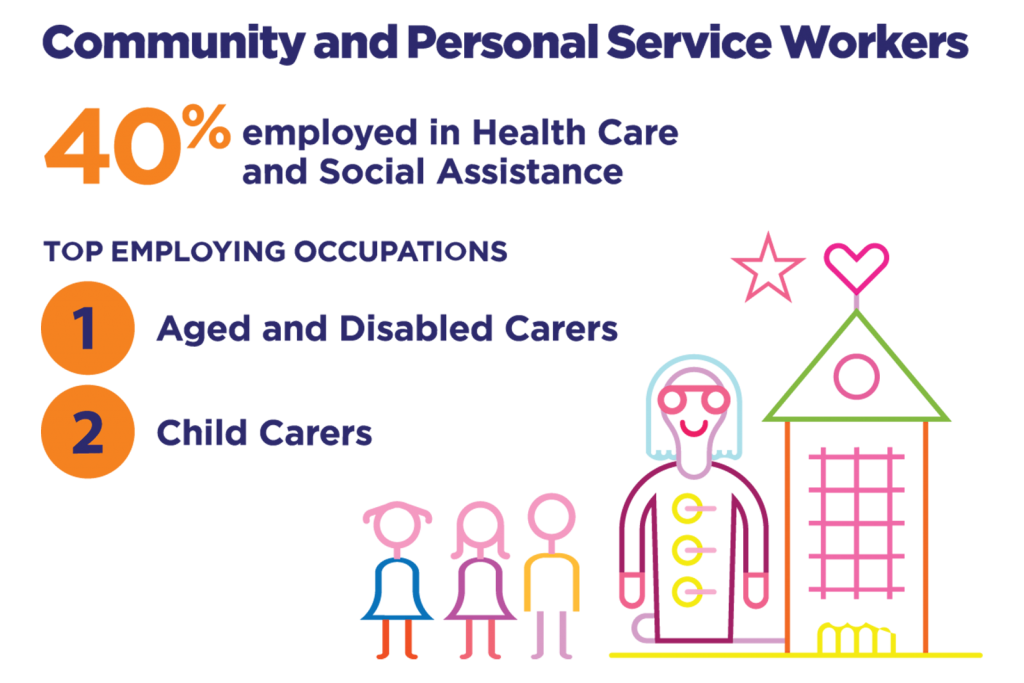 Community and Personal Service Workers
40% employed in Health Care
and Social Assistance
TOP EMPLOYING OCCUPATIONS
1 Aged and Disabled Carers
2 Child Carers